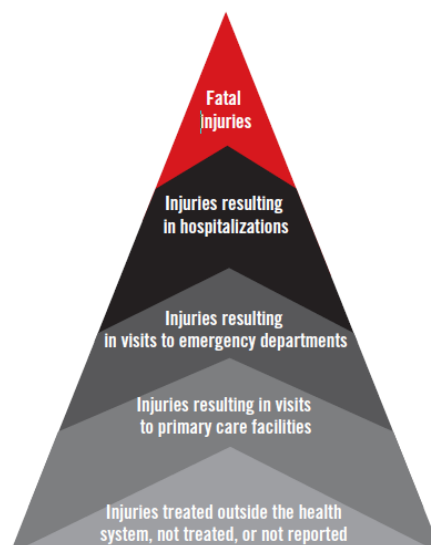 Fatal
injuries
Injuries resulting
in hospitalizations
Injuries resulting
in visits to emergency departments
Injuries resulting in visits
to primary care facilities
Injuries treated outside the health
system, not treated, or not reported